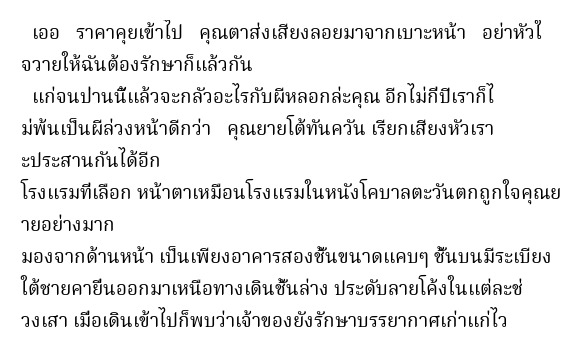 เออ ราคาคุยเข้าไป คุณตาส่งเสียงลอยมาจากเบาะหน้า อย่าหัวใ
จวายให้ฉันต้องรักษาก็แล้วกัน
แก่จนปานนี้แล้วจะกลัวอะไรกับผีหลอกล่ะคุณ อีกไม่กี่ปีเราก็ไ
ม่พ้นเป็นผีล่วงหน้าดีกว่า คุณยายโต้ทันควัน เรียกเสียงหัวเรา
ะประสานกันได้อีก
โรงแรมที่เลือก หน้าตาเหมือนโรงแรมในหนังโคบาลตะวันตกถูกใจคุณย
ายอย่างมาก
มองจากด้านหน้า เป็นเพียงอาคารสองชั้นขนาดแคบๆ ชั้นบนมีระเบียง
ใต้ชายคายื่นออกมาเหนือทางเดินชั้นล่าง ประดับลายโค้งในแต่ละช่
วงเสา เมื่อเดินเข้าไปก็พบว่าเจ้าของยังรักษาบรรยากาศเก่าแก่ไว